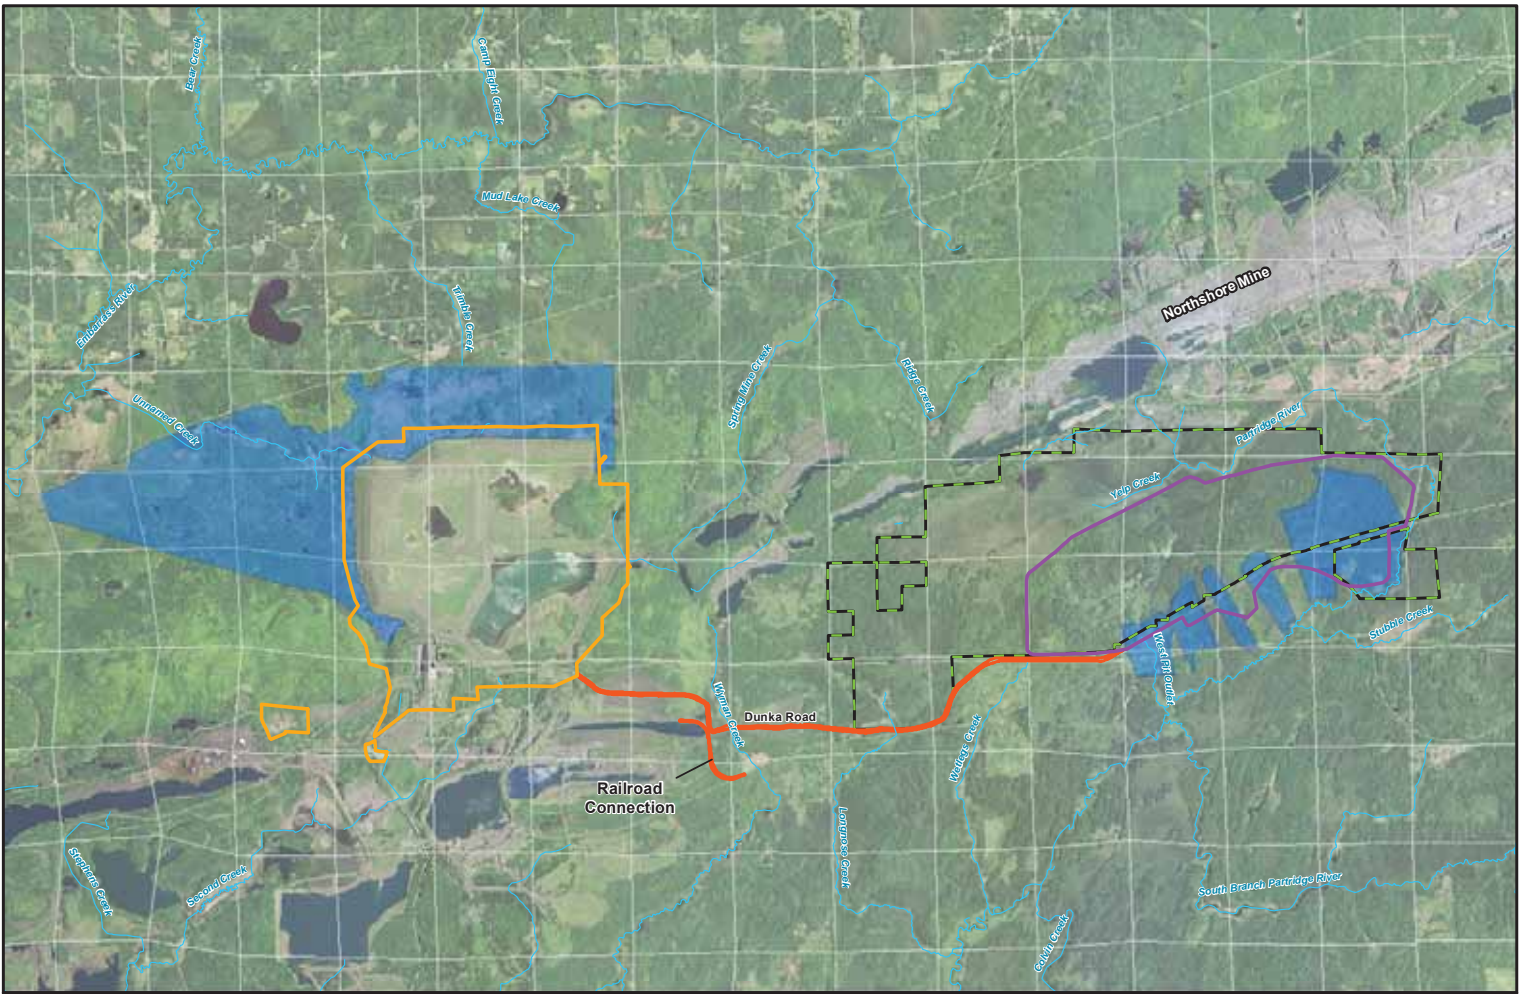 Bear Creek
Camp Eight Creek
Mud Lake Creek
Embarrass River
Trimble Creek
Northshore Mine
Unnamed Creek
Spring Mine Creek
Ridge Creek
Partridge River
Yelp Creek
Stubble Creek
West Pit Outlet
Wyman Creek
Dunka Road
Wetlegs Creek
Railroad
Connection
Longnose Creek
Stephens Creek
Second Creek
South Branch Partridge River
Calvin Creek